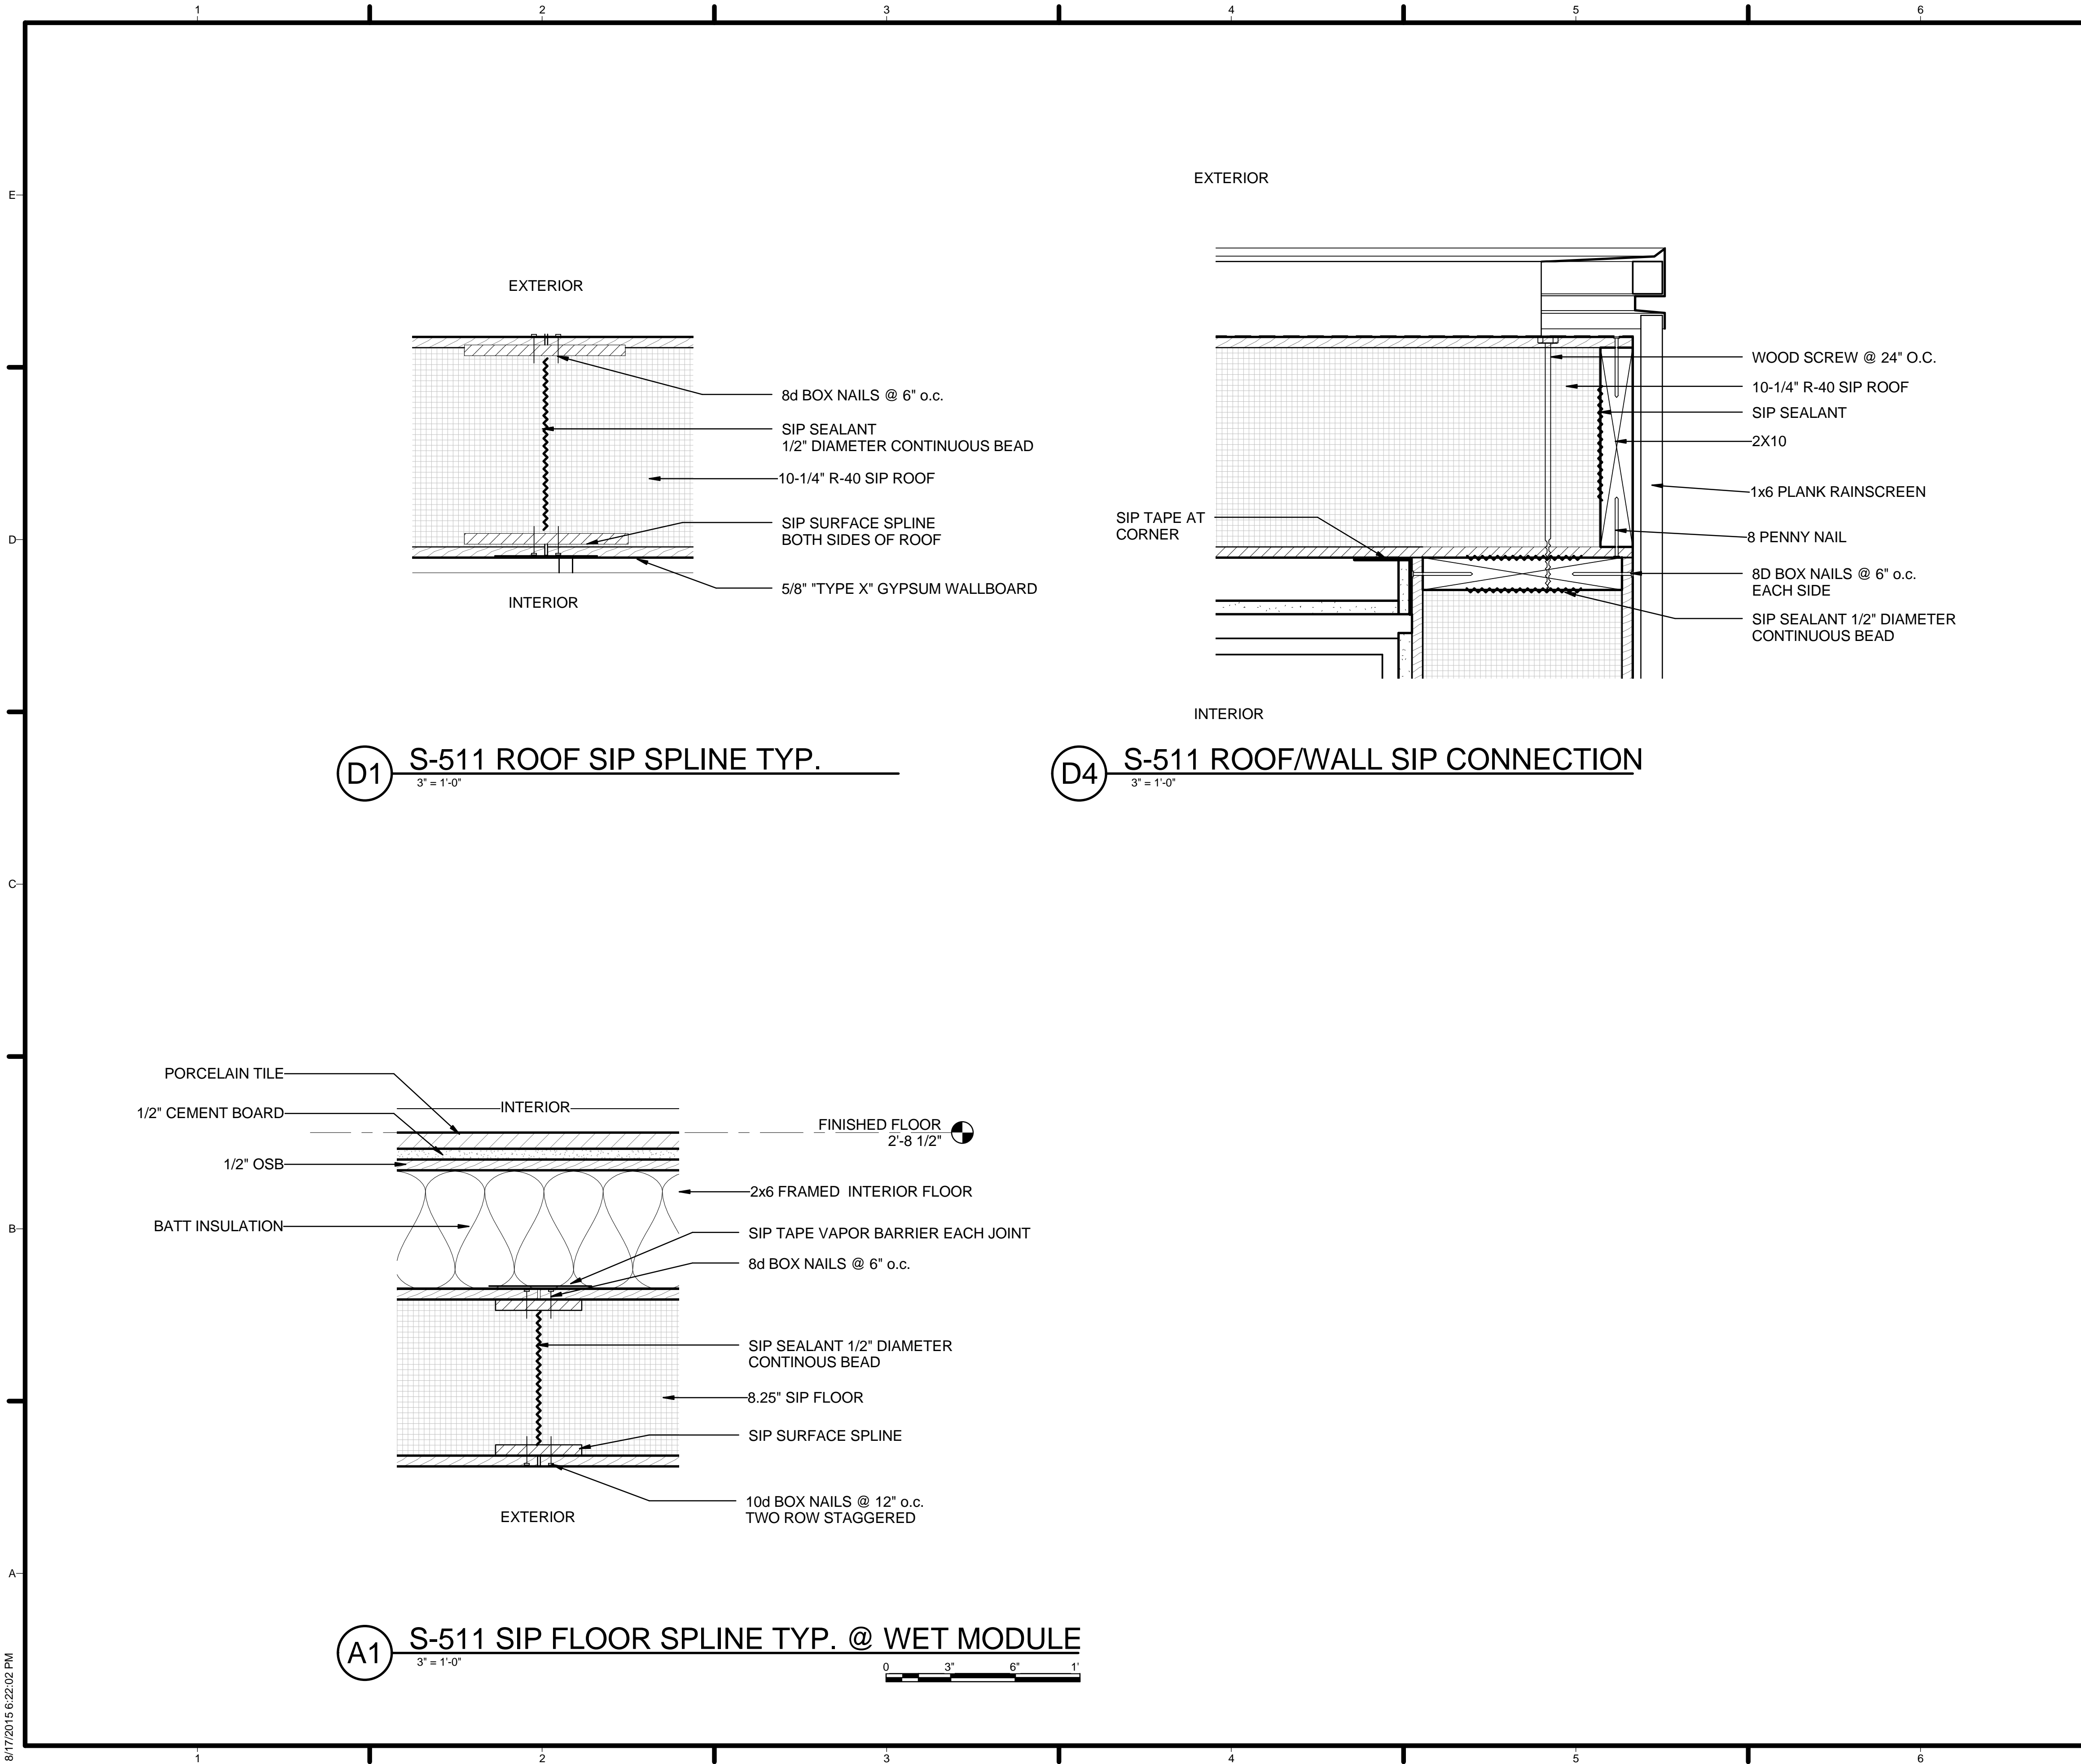 1 2 3 4 5 6
E
D
C
B
A
EXTERIOR
8d BOX NAILS @ 6" o.c.
SIP SEALANT
1/2" DIAMETER CONTINUOUS BEAD
10-1/4" R-40 SIP ROOF
SIP SURFACE SPLINE
BOTH SIDES OF ROOF
5/8" "TYPE X" GYPSUM WALLBOARD
INTERIOR
D1 S-511 ROOF SIP SPLINE TYP.
3" = 1'-0"
EXTERIOR
WOOD SCREW @ 24" O.C.
10-1/4" R-40 SIP ROOF
SIP SEALANT
2X10
1x6 PLANK RAINSCREEN
SIP TAPE AT
CORNER
8 PENNY NAIL
8D BOX NAILS @ 6" o.c.
EACH SIDE
SIP SEALANT 1/2" DIAMETER
CONTINUOUS BEAD
INTERIOR
D4 S-511 ROOF/WALL SIP CONNECTION
3" = 1'-0"
PORCELAIN TILE
1/2" CEMENT BOARD
1/2" OSB
BATT INSULATION
INTERIOR
FINISHED FLOOR
2'-8 1/2"
2x6 FRAMED INTERIOR FLOOR
SIP TAPE VAPOR BARRIER EACH JOINT
8d BOX NAILS @ 6" o.c.
SIP SEALANT 1/2" DIAMETER
CONTINOUS BEAD
8.25" SIP FLOOR
SIP SURFACE SPLINE
10d BOX NAILS @ 12" o.c.
TWO ROW STAGGERED
EXTERIOR
A1 S-511 SIP FLOOR SPLINE TYP. @ WET MODULE
3" = 1'-0"
0 3" 6" 1'
8/17/2015 6:22:02 PM
1 2 3 4 5 6